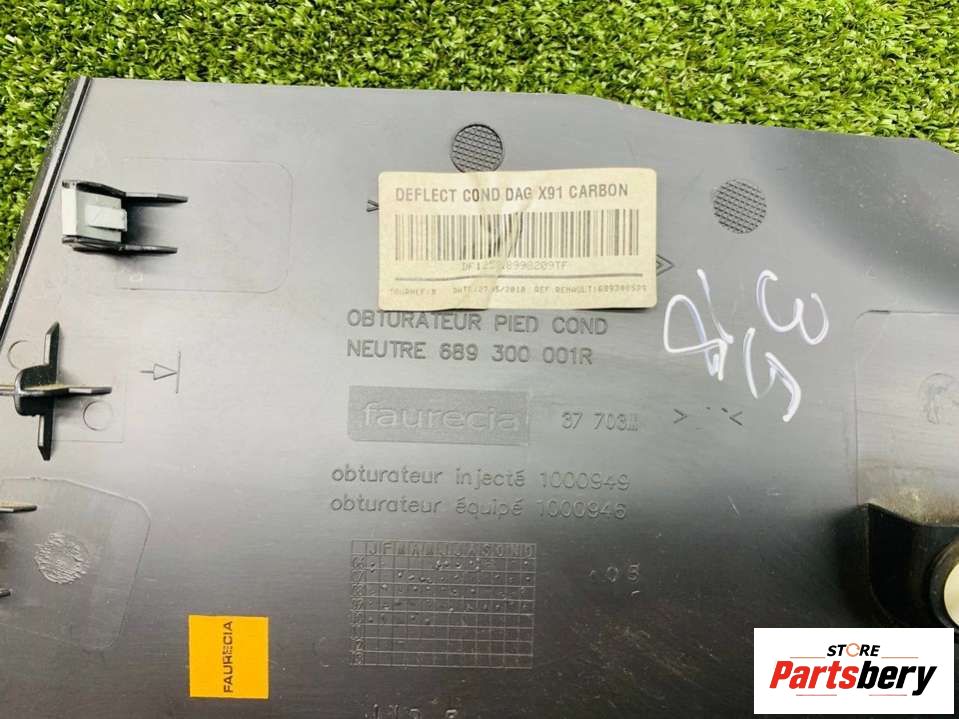 DEFLECT COND DAG X91 CARBON
OBTURATEUR PIED COND
NEUTRE 689 300 001R
faurecia
37 703
> <
obturateur injecté 1000949
obturateur équipé 1000946
J F M A M J J A S O N D
FAURECIA
STORE
Partsbery